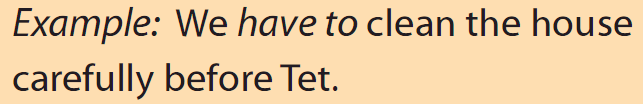 Example: We have to clean the house
carefully before Tet.